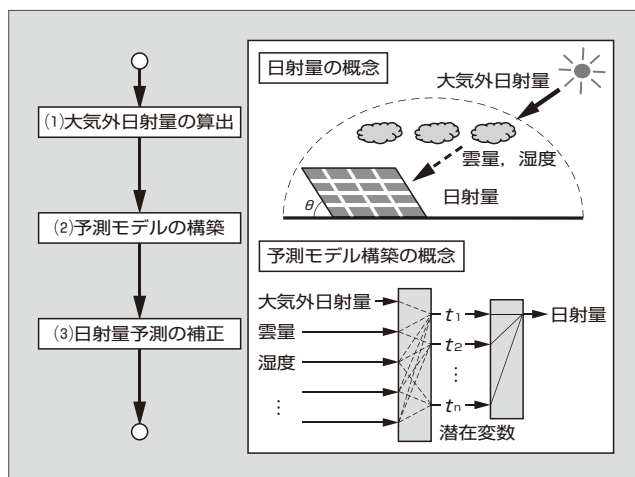 ⑴大気外日射量の算出
⑵予測モデルの構築
⑶日射量予測の補正
日射量の概念
大気外日射量
雲量，湿度
日射量
θ
予測モデル構築の概念
大気外日射量
雲量
湿度
⋮
t1
t2
⋮
tn
潜在変数
日射量